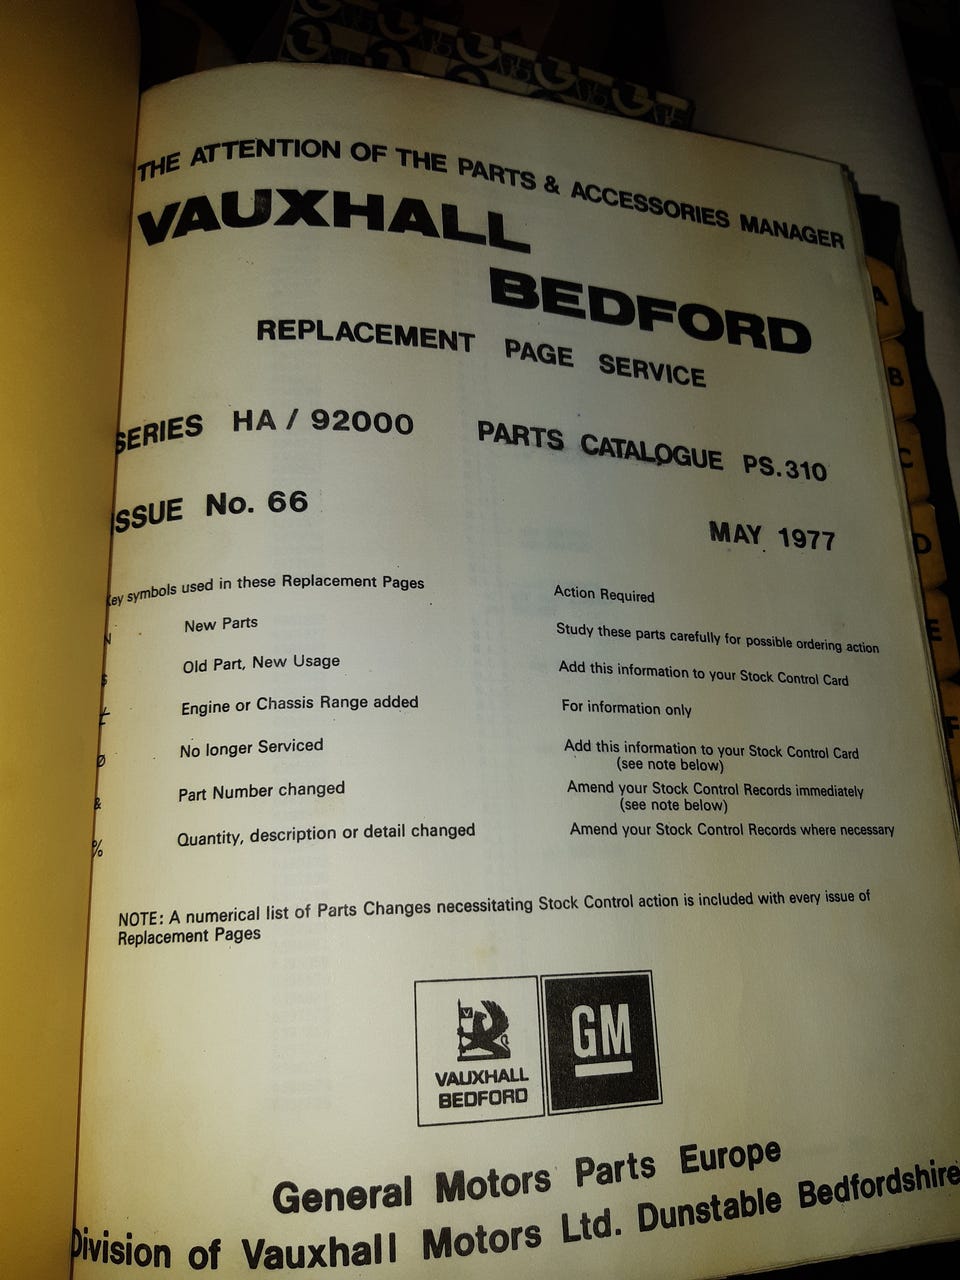 THE ATTENTION OF THE PARTS & ACCESSORIES MANAGER
VAUXHALL
BEDFORD
REPLACEMENT PAGE SERVICE
SERIES HA / 92000 PARTS CATALOGUE PS.310
ISSUE No. 66
MAY 1977
Key symbols used in these Replacement Pages Action Required
N New Parts Study these parts carefully for possible ordering action
$ Old Part, New Usage Add this information to your Stock Control Card
Engine or Chassis Range added For information only
Ø No longer Serviced Add this information to your Stock Control Card
(see note below)
& Part Number changed Amend your Stock Control Records immediately
(see note below)
% Quantity, description or detail changed Amend your Stock Control Records where necessary
NOTE: A numerical list of Parts Changes necessitating Stock Control action is included with every issue of
Replacement Pages
V
VAUXHALL
BEDFORD
GM
General Motors Parts Europe
Division of Vauxhall Motors Ltd. Dunstable Bedfordshire
A
B
C
D
E
F